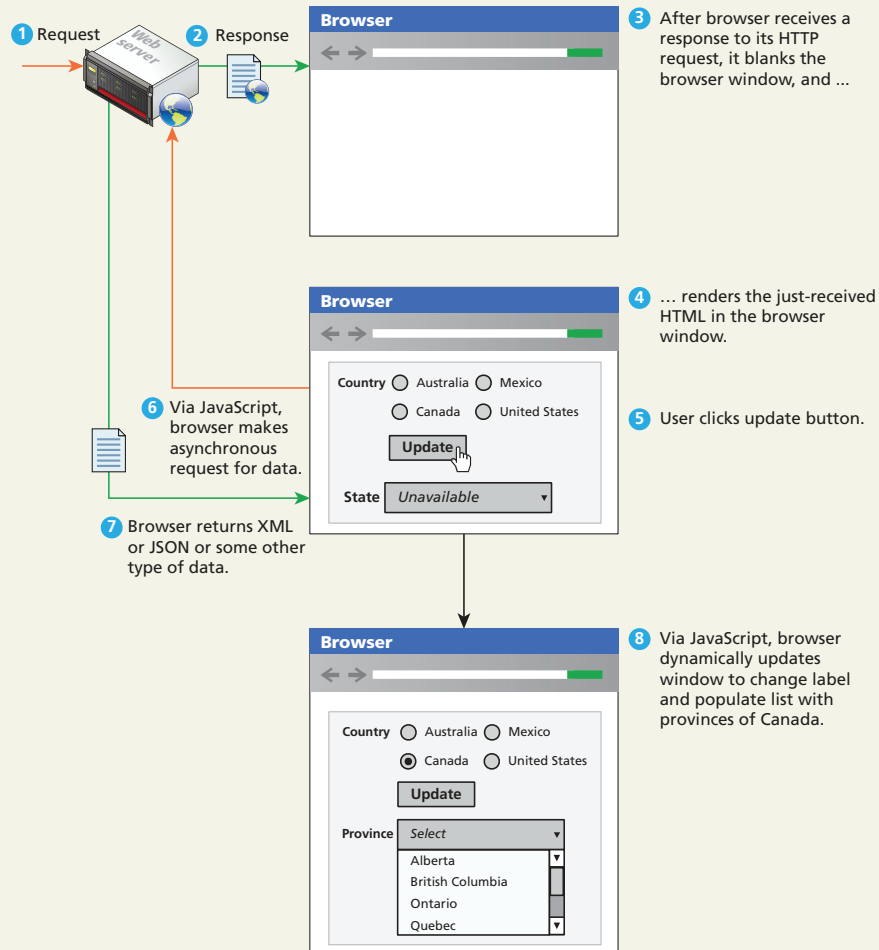 1 Request
Web
server
2 Response
Browser
3 After browser receives a
response to its HTTP
request, it blanks the
browser window, and ...
Browser
4 … renders the just-received
HTML in the browser
window.
Country Australia Mexico
Canada United States
5 User clicks update button.
Update
State Unavailable
6 Via JavaScript,
browser makes
asynchronous
request for data.
7 Browser returns XML
or JSON or some other
type of data.
Browser
8 Via JavaScript, browser
dynamically updates
window to change label
and populate list with
provinces of Canada.
Country Australia Mexico
Canada United States
Update
Province Select
Alberta
British Columbia
Ontario
Quebec